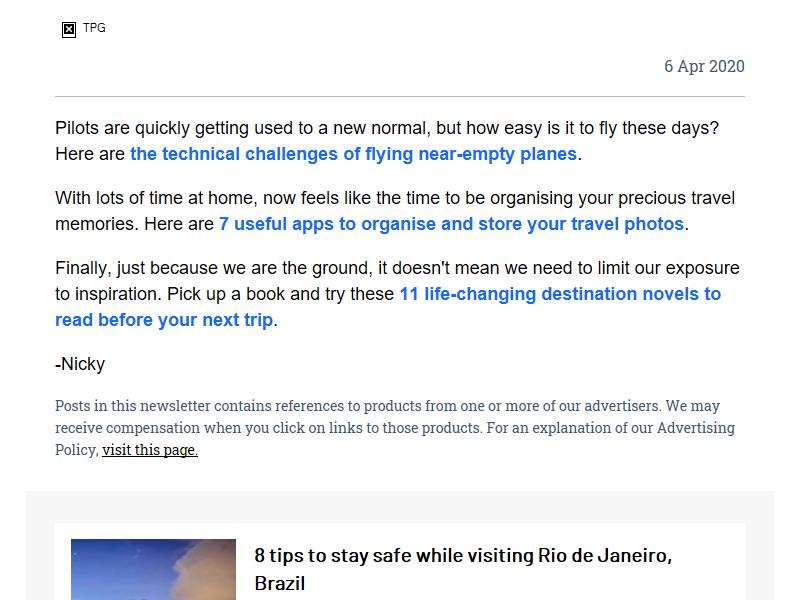 TPG
6 Apr 2020
Pilots are quickly getting used to a new normal, but how easy is it to fly these days?
Here are the technical challenges of flying near-empty planes.
With lots of time at home, now feels like the time to be organising your precious travel
memories. Here are 7 useful apps to organise and store your travel photos.
Finally, just because we are the ground, it doesn't mean we need to limit our exposure
to inspiration. Pick up a book and try these 11 life-changing destination novels to
read before your next trip.
-Nicky
Posts in this newsletter contains references to products from one or more of our advertisers. We may
receive compensation when you click on links to those products. For an explanation of our Advertising
Policy, visit this page.
8 tips to stay safe while visiting Rio de Janeiro,
Brazil